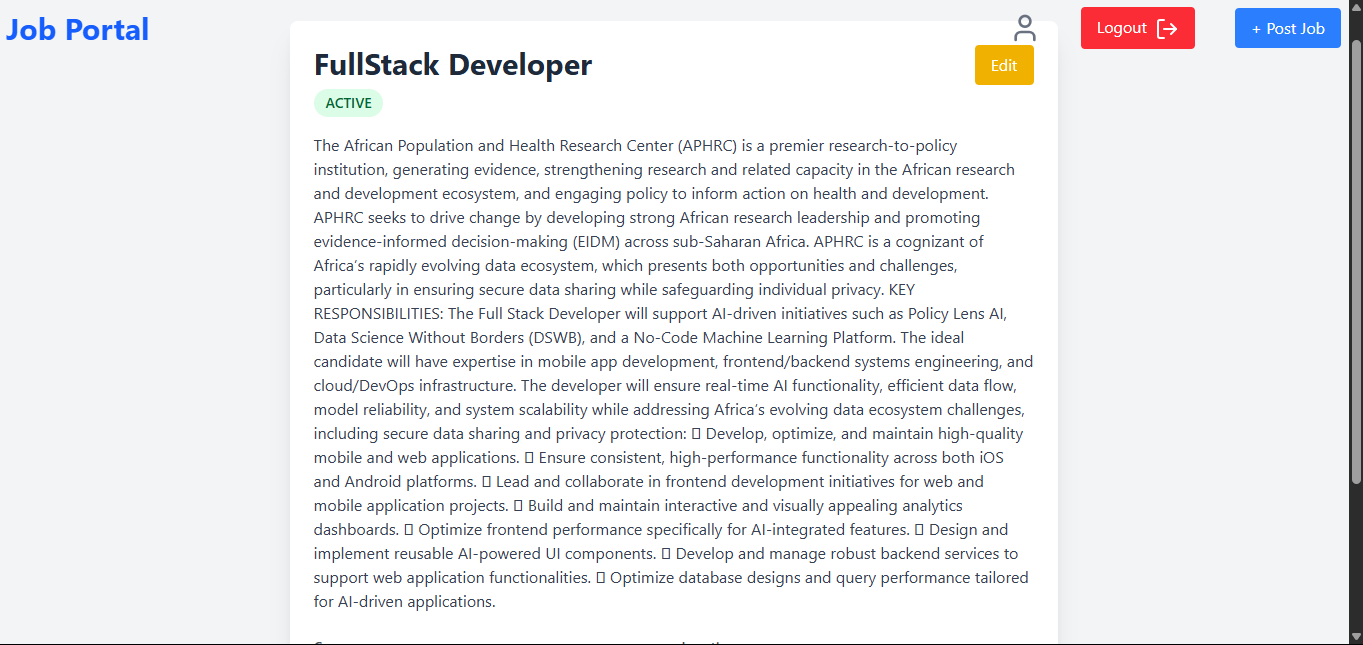 Job Portal
Logout
+ Post Job
FullStack Developer
Edit
ACTIVE
The African Population and Health Research Center (APHRC) is a premier research-to-policy
institution, generating evidence, strengthening research and related capacity in the African research
and development ecosystem, and engaging policy to inform action on health and development.
APHRC seeks to drive change by developing strong African research leadership and promoting
evidence-informed decision-making (EIDM) across sub-Saharan Africa. APHRC is a cognizant of
Africa’s rapidly evolving data ecosystem, which presents both opportunities and challenges,
particularly in ensuring secure data sharing while safeguarding individual privacy. KEY
RESPONSIBILITIES: The Full Stack Developer will support AI-driven initiatives such as Policy Lens AI,
Data Science Without Borders (DSWB), and a No-Code Machine Learning Platform. The ideal
candidate will have expertise in mobile app development, frontend/backend systems engineering, and
cloud/DevOps infrastructure. The developer will ensure real-time AI functionality, efficient data flow,
model reliability, and system scalability while addressing Africa’s evolving data ecosystem challenges,
including secure data sharing and privacy protection:  Develop, optimize, and maintain high-quality
mobile and web applications.  Ensure consistent, high-performance functionality across both iOS
and Android platforms.  Lead and collaborate in frontend development initiatives for web and
mobile application projects.  Build and maintain interactive and visually appealing analytics
dashboards.  Optimize frontend performance specifically for AI-integrated features.  Design and
implement reusable AI-powered UI components.  Develop and manage robust backend services to
support web application functionalities.  Optimize database designs and query performance tailored
for AI-driven applications.